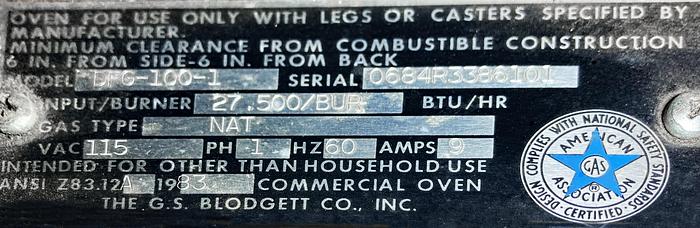 OVEN FOR USE ONLY WITH LEGS OR CASTERS SPECIFIED BY
MANUFACTURER.
MINIMUM CLEARANCE FROM COMBUSTIBLE CONSTRUCTION
6 IN. FROM SIDE-6 IN. FROM BACK
MODEL DFG-100-1 SERIAL 0684R3386101
INPUT/BURNER 27.500/BUR BTU/HR
GAS TYPE NAT
VAC 115 PH 1 HZ 60 AMPS 9
INTENDED FOR OTHER THAN HOUSEHOLD USE
ANSI Z83.12A 1983 COMMERCIAL OVEN
THE G.S. BLODGETT CO., INC.
DESIGN COMPLIES WITH NATIONAL SAFETY STANDARDS
CERTIFIED
AMERICAN
GAS
®
ASSOCIATION